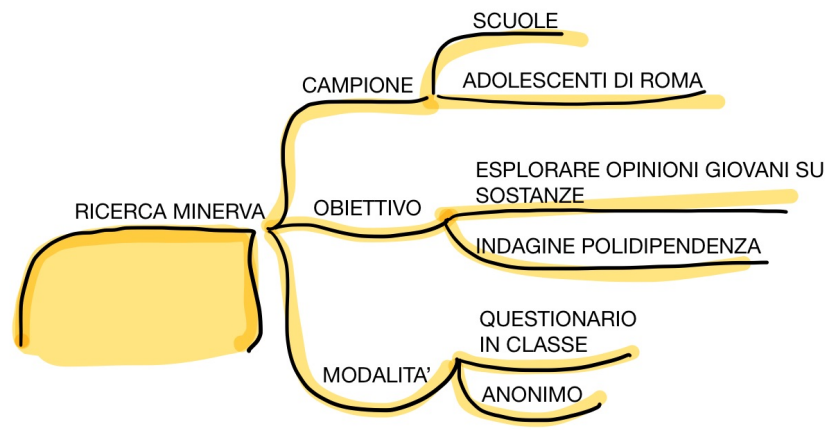 SCUOLE
CAMPIONE
ADOLESCENTI DI ROMA
RICERCA MINERVA
OBIETTIVO
ESPLORARE OPINIONI GIOVANI SU
SOSTANZE
INDAGINE POLIDIPENDENZA
MODALITA’
QUESTIONARIO
IN CLASSE
ANONIMO